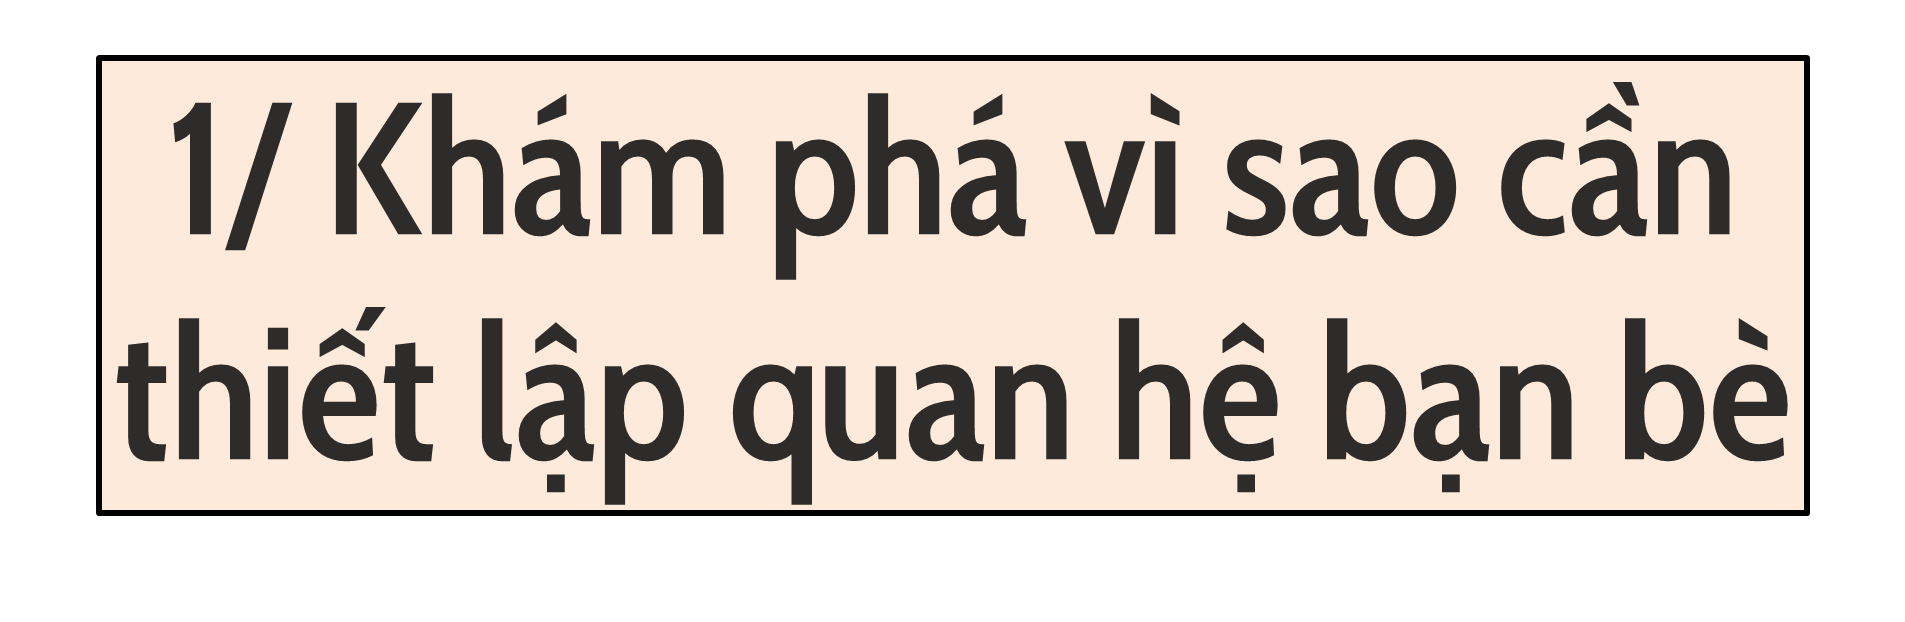 1/ Khám phá vì sao cần
thiết lập quan hệ bạn bè